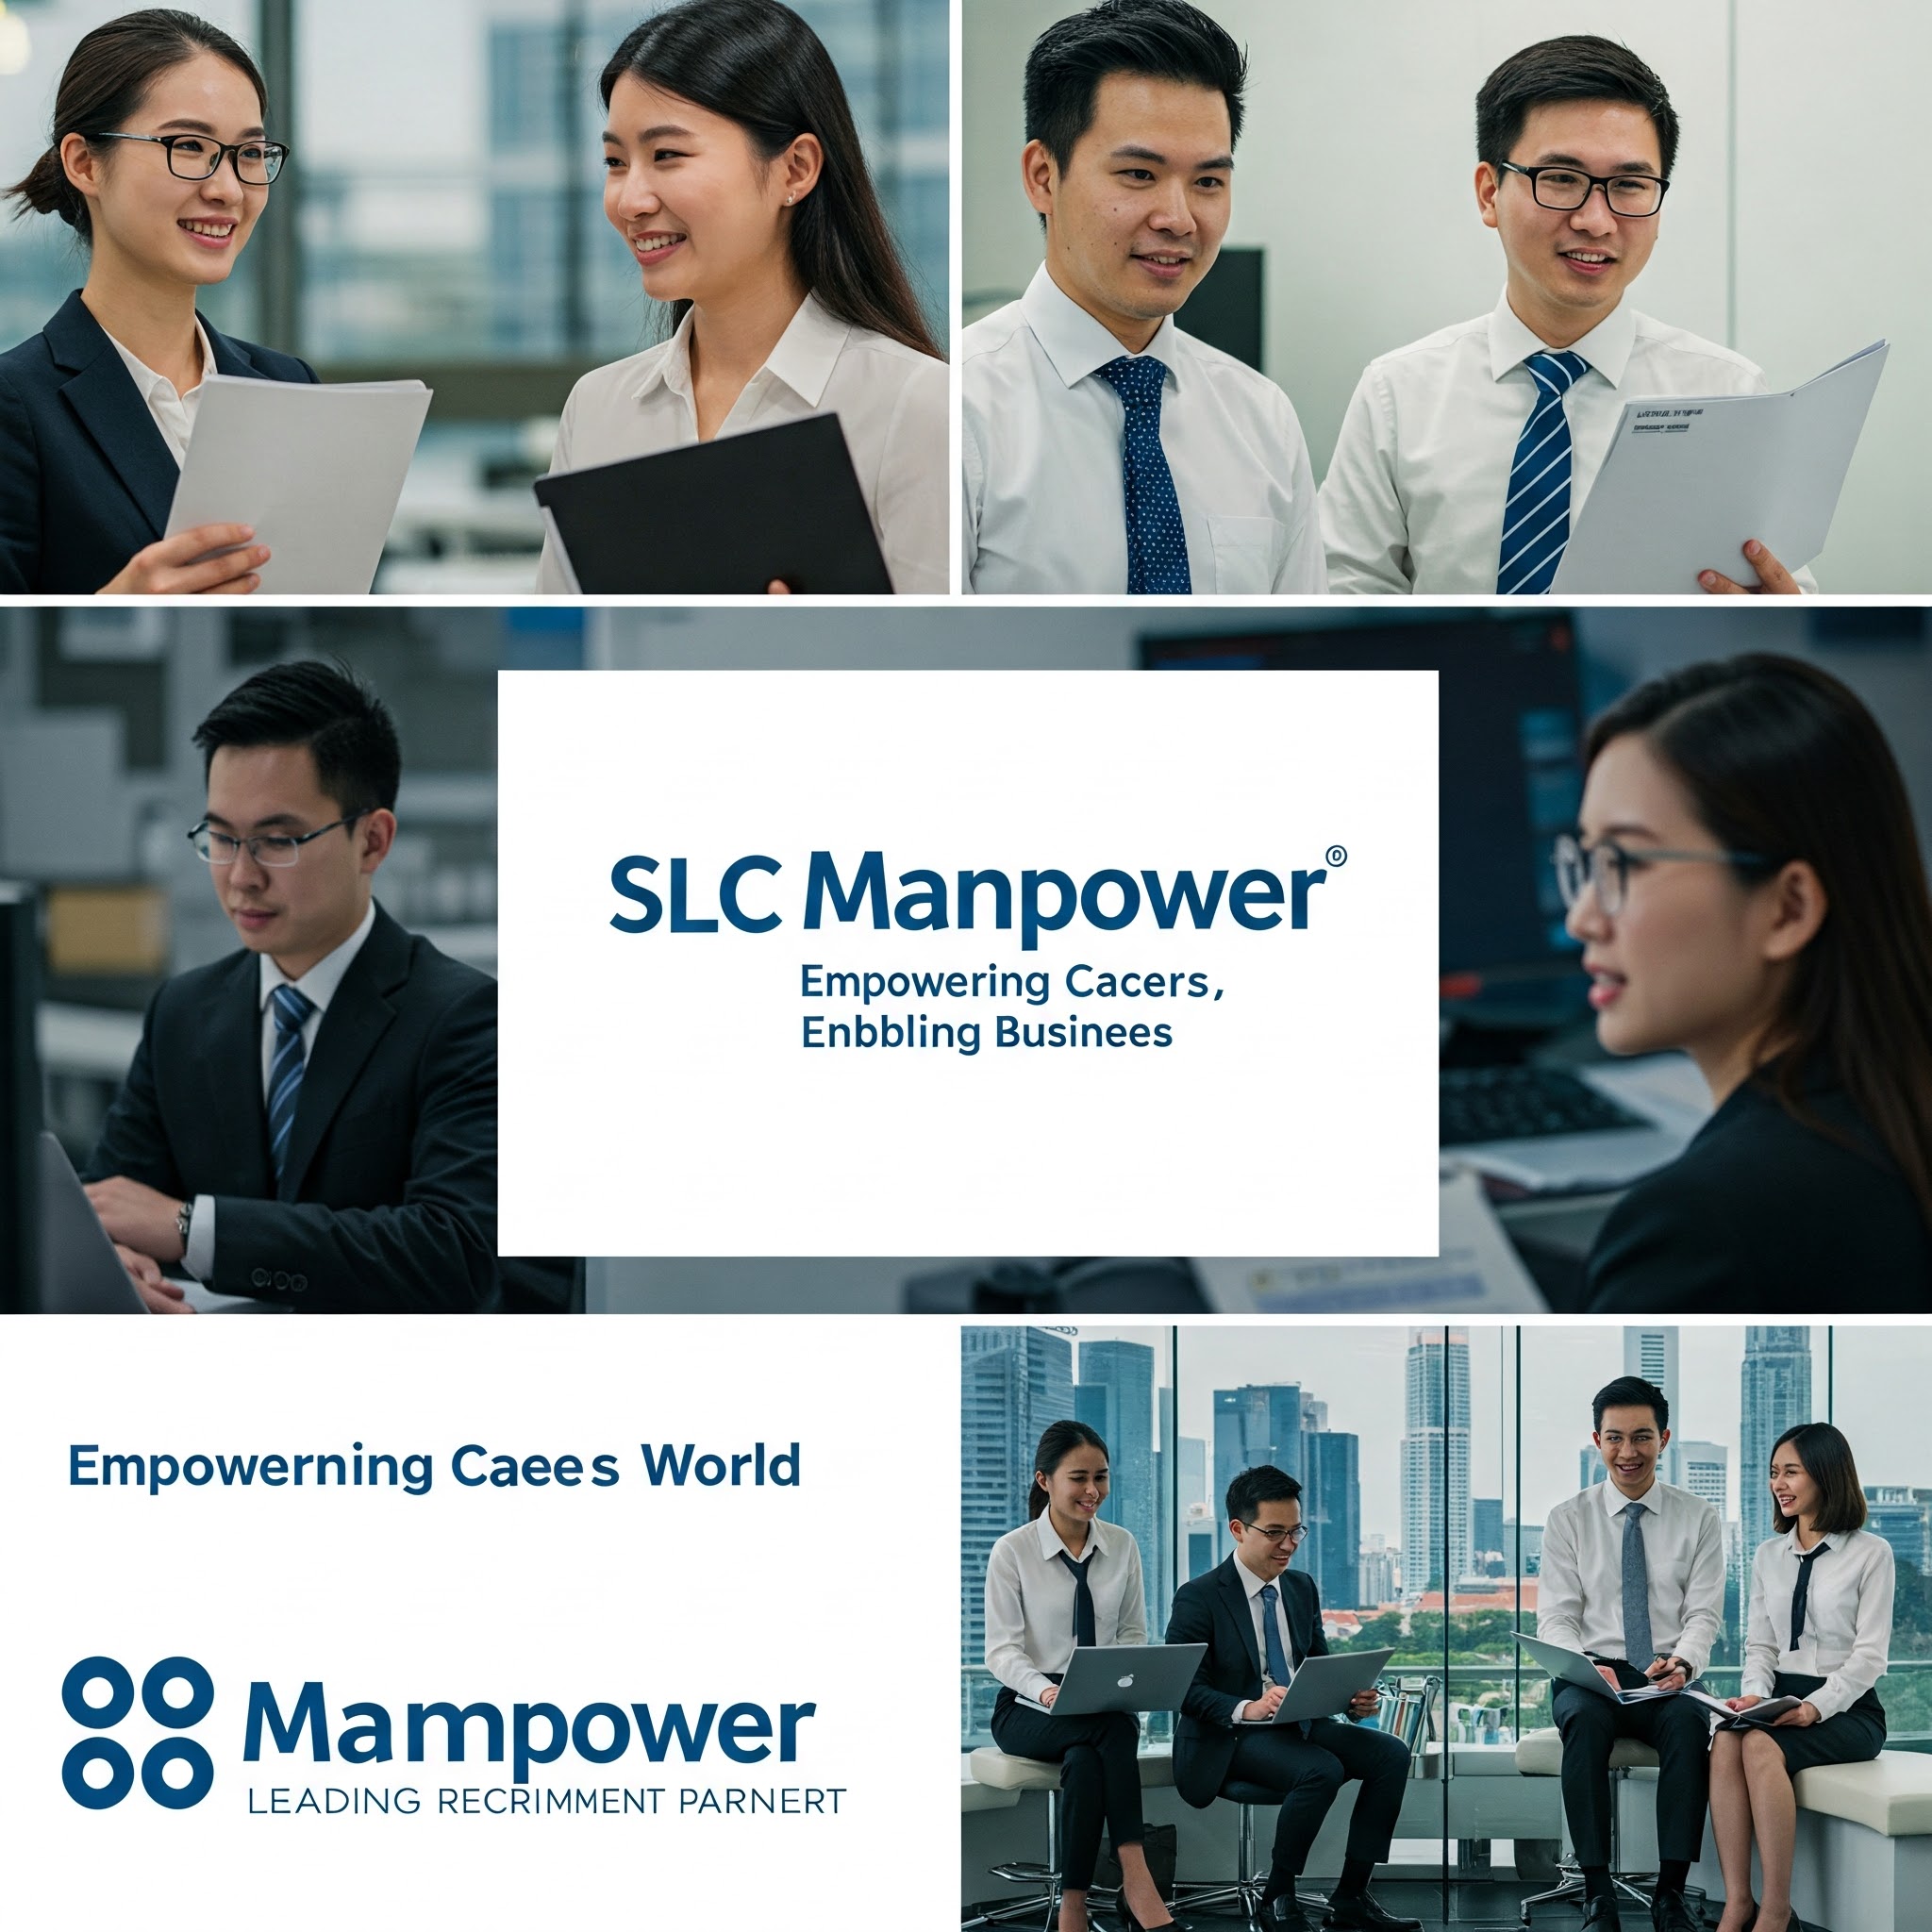 SLC Manpower
Empowering Cacers,
Enbbling Businees
Empowerning Caees World
Mampower
LEADING RECRIMMENT PARNERT